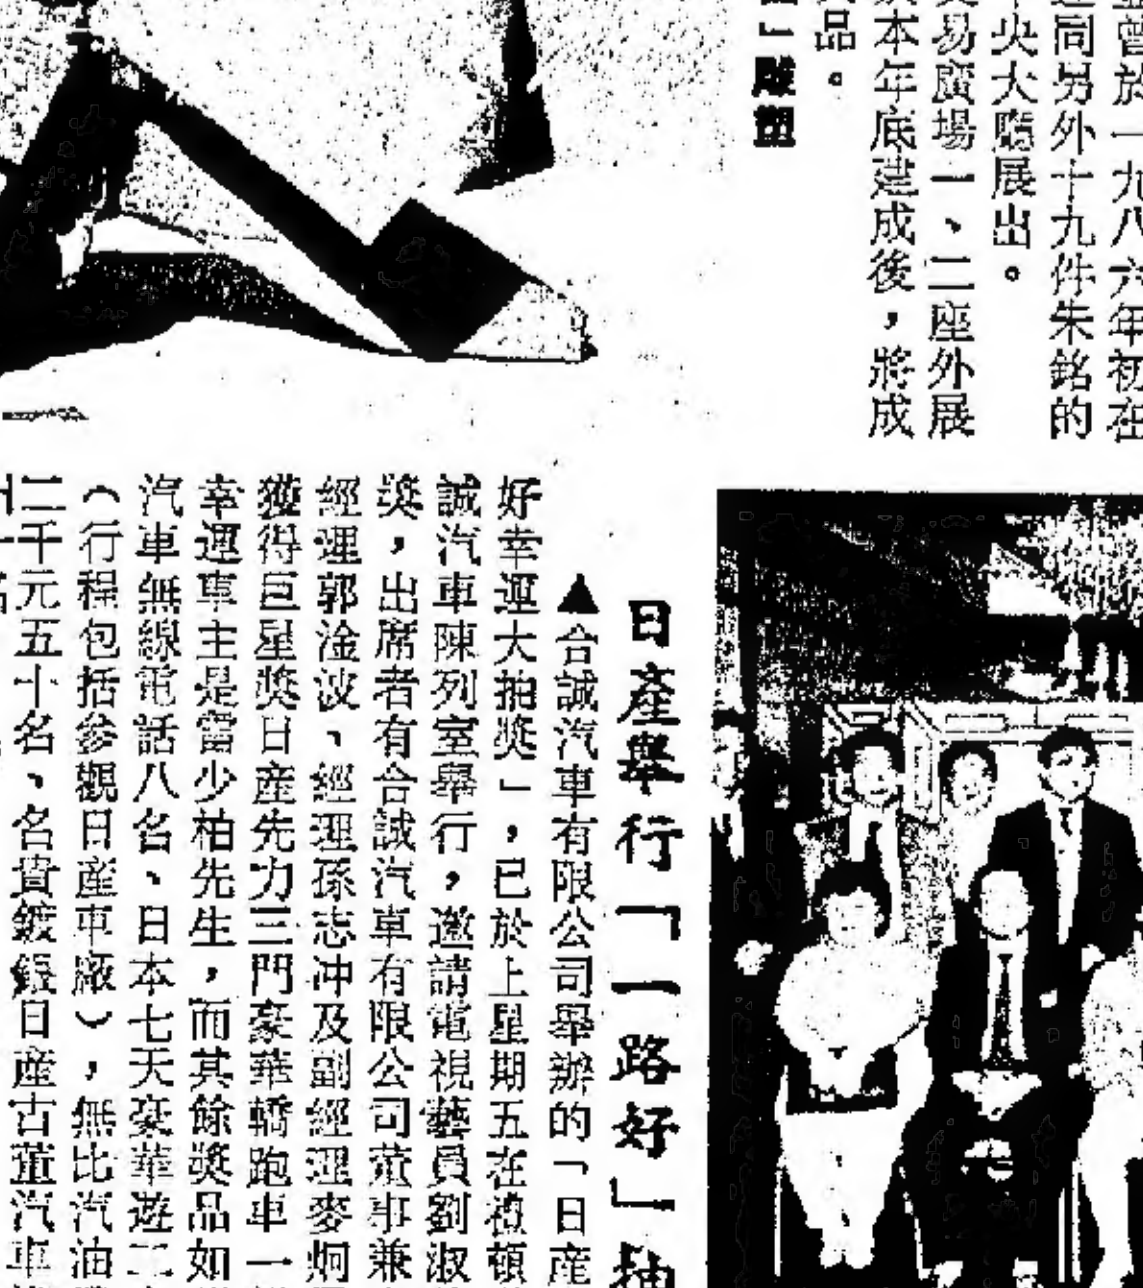 曾於一九八六年初在
同另外十九件朱銘的
央大廳展出。
易廣場一、二座外展
本年底建成後，將成
品。
」雕塑
日產舉行「一路好」抽
▲合誠汽車有限公司舉辦的「日產
好幸運大抽獎」，已於上星期五在禮頓
誠汽車陳列室舉行，邀請電視藝員劉淑
獎，出席者有合誠汽車有限公司董事兼
經理郭淦波、經理孫志冲及副經理麥炯
獲得巨星獎日產先力三門豪華轎跑車一
幸運車主是雷少柏先生，而其餘獎品如
汽車無線電話八名、日本七天豪華遊二
（行程包括參觀日產車廠），無比汽油
二千元五十名、名貴鍍銀日產古董汽車